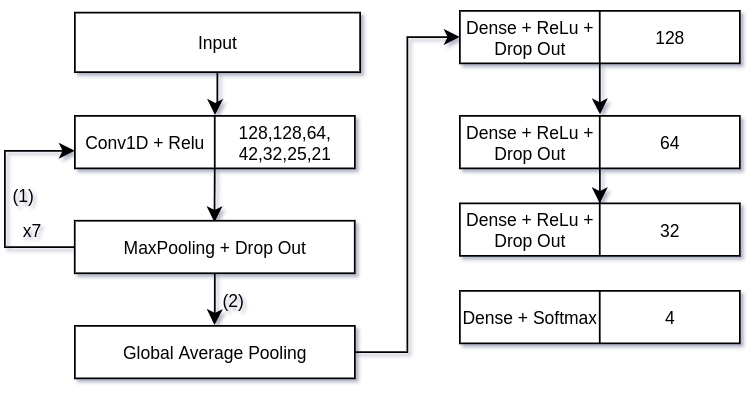 Input
Conv1D + Relu
128,128,64,
42,32,25,21
(1)
x7
MaxPooling + Drop Out
(2)
Global Average Pooling
Dense + ReLu +
Drop Out
128
Dense + ReLu +
Drop Out
64
Dense + ReLu +
Drop Out
32
Dense + Softmax
4